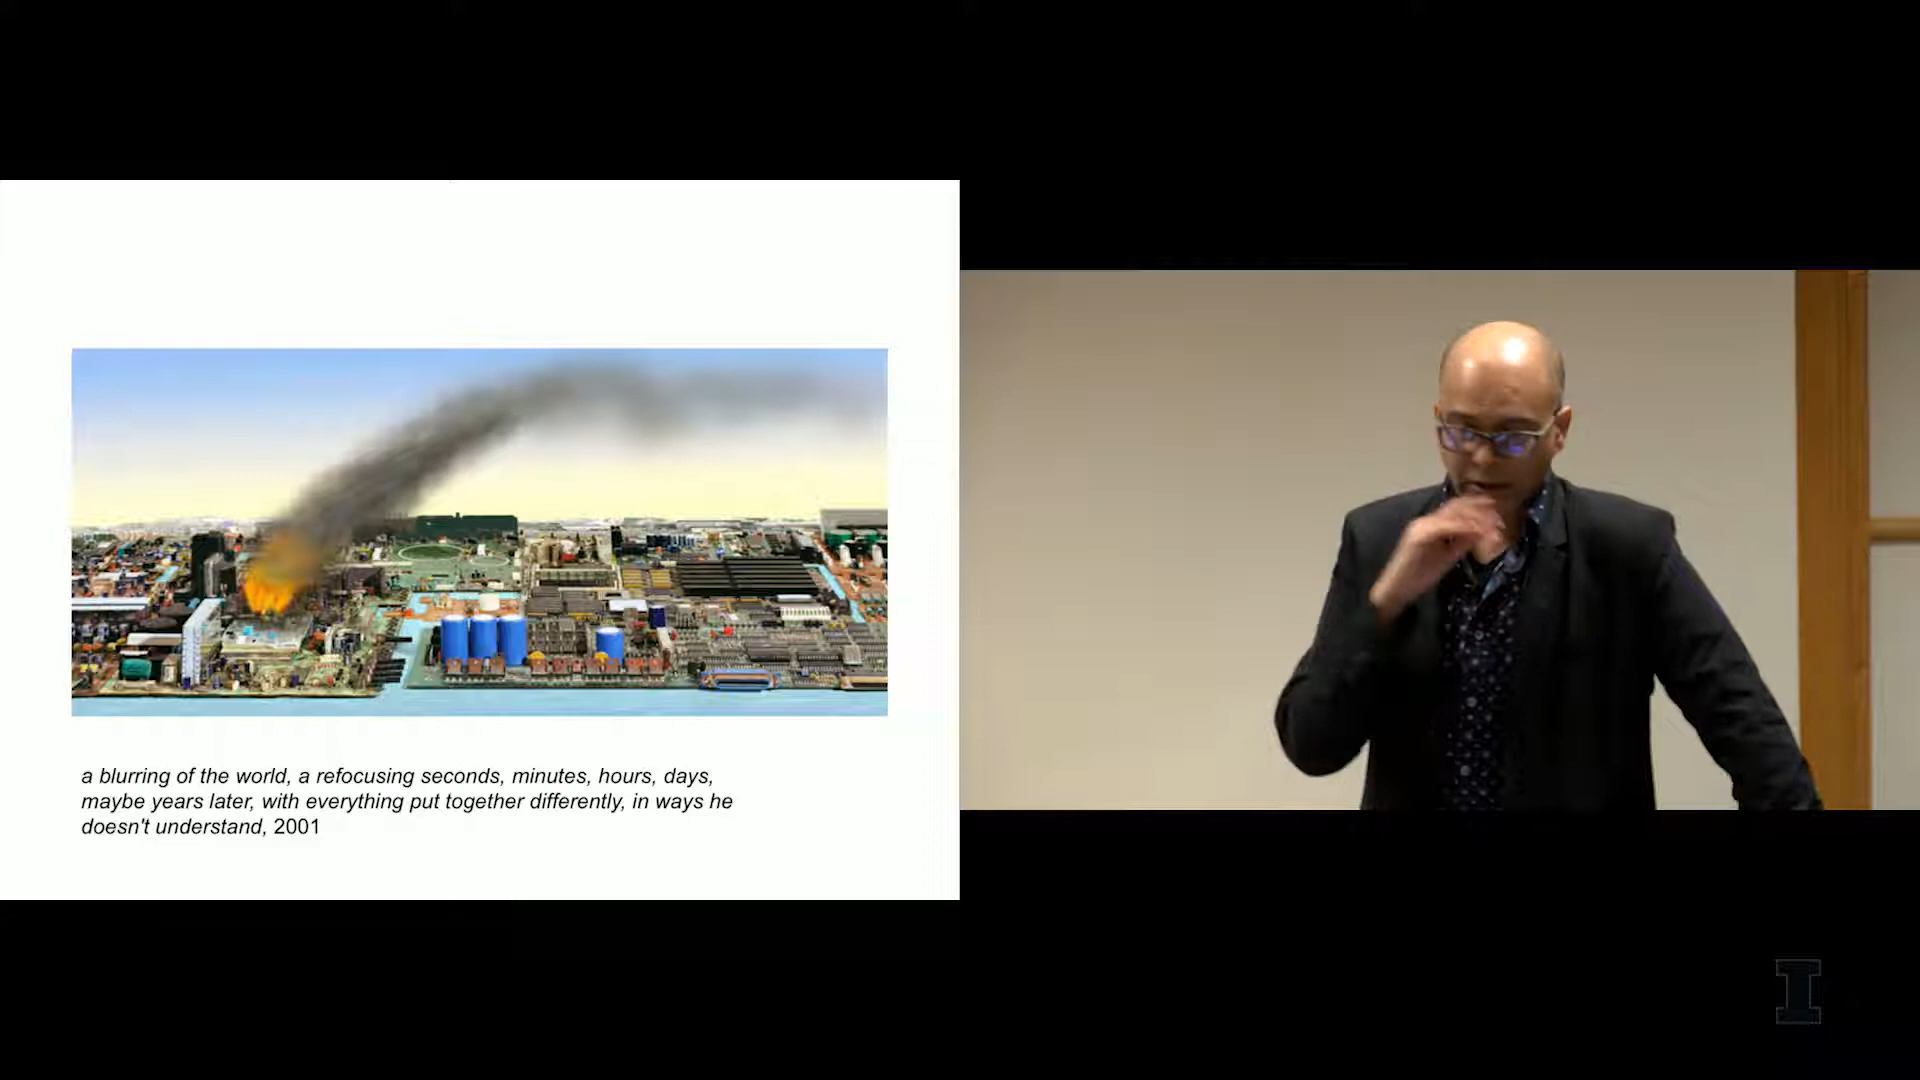 a blurring of the world, a refocusing seconds, minutes, hours, days,
maybe years later, with everything put together differently, in ways he
doesn't understand, 2001
I